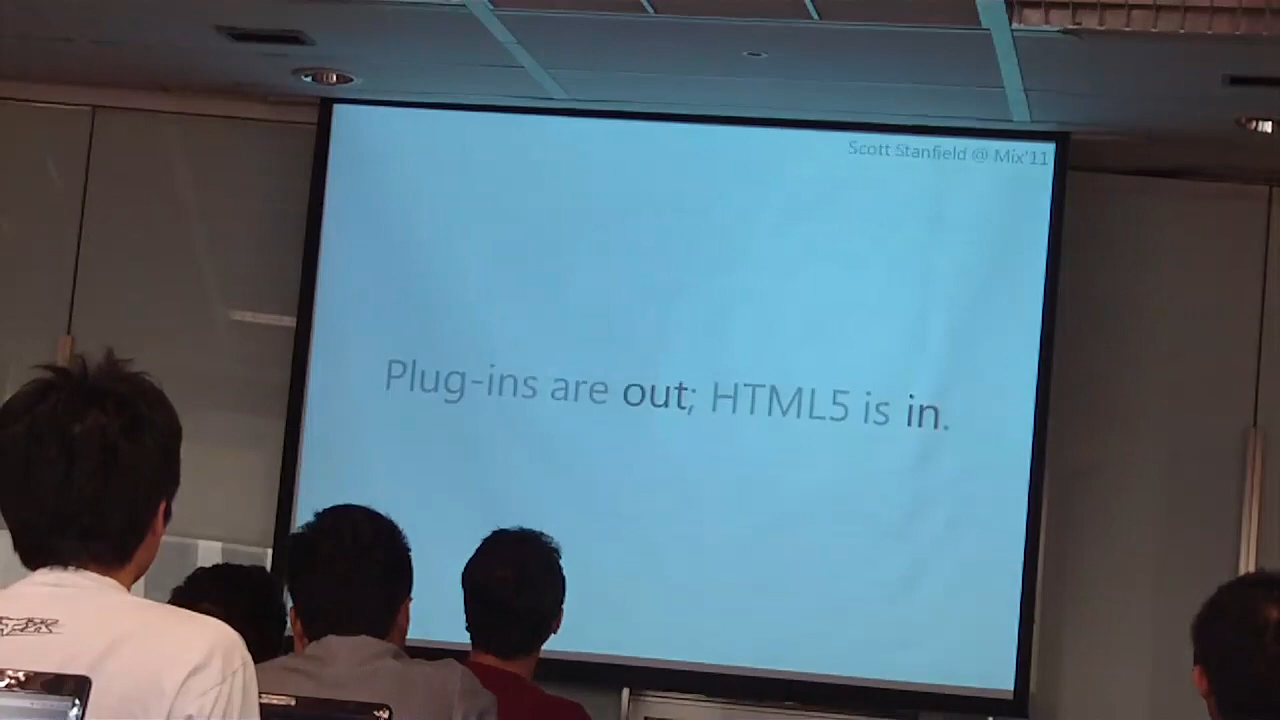 Scott Stanfield @ Mix'11
Plug-ins are out; HTML5 is in.